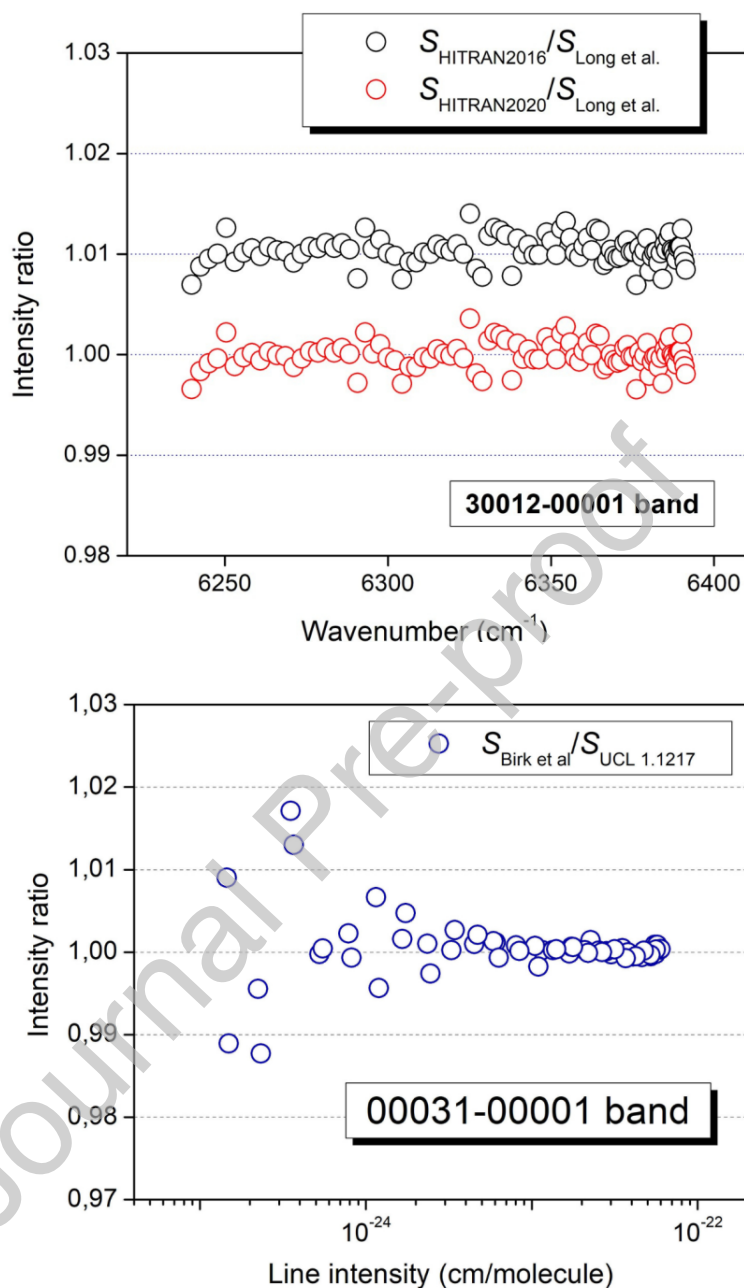 S_HITRAN2016/S_Long et al.
S_HITRAN2020/S_Long et al.
1.03
1.02
1.01
1.00
0.99
0.98
Intensity ratio
30012-00001 band
6250 6300 6350 6400
Wavenumber (cm⁻¹)
1,03
1,02
1,01
1,00
0,99
0,98
0,97
Intensity ratio
S_Birk et al/S_UCL 1.1217
00031-00001 band
10⁻²⁴ 10⁻²²
Line intensity (cm/molecule)
Journal Pre-proof